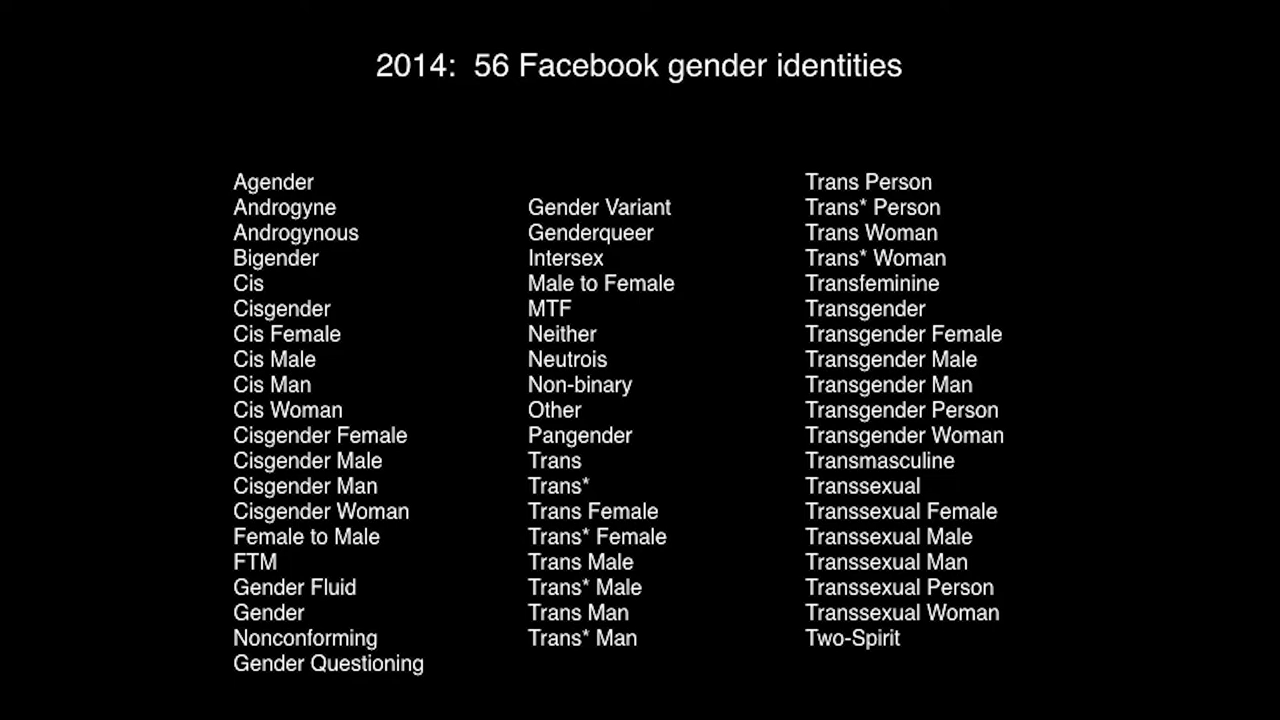 2014: 56 Facebook gender identities
Agender
Androgyne
Androgynous
Bigender
Cis
Cisgender
Cis Female
Cis Male
Cis Man
Cis Woman
Cisgender Female
Cisgender Male
Cisgender Man
Cisgender Woman
Female to Male
FTM
Gender Fluid
Gender
Nonconforming
Gender Questioning
Gender Variant
Genderqueer
Intersex
Male to Female
MTF
Neither
Neutrois
Non-binary
Other
Pangender
Trans
Trans*
Trans Female
Trans* Female
Trans Male
Trans* Male
Trans Man
Trans* Man
Trans Person
Trans* Person
Trans Woman
Trans* Woman
Transfeminine
Transgender
Transgender Female
Transgender Male
Transgender Man
Transgender Person
Transgender Woman
Transmasculine
Transsexual
Transsexual Female
Transsexual Male
Transsexual Man
Transsexual Person
Transsexual Woman
Two-Spirit